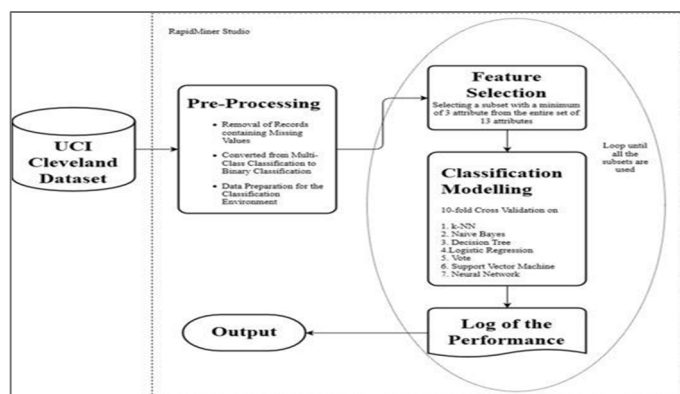 RapidMiner Studio
UCI
Cleveland
Dataset
Pre-Processing
Removal of Records
containing Missing
Values
Converted from Multi-
Class Classification to
Binary Classification
Data Preparation for the
Classification
Environment
Feature
Selection
Selecting a subset with a minimum
of 3 attribute from the entire set of
13 attributes
Loop until
all the
subsets are
used
Classification
Modelling
10-fold Cross Validation on
1. k-NN
2. Naive Bayes
3. Decision Tree
4.Logistic Regression
5. Vote
6. Support Vector Machine
7. Neural Network
Log of the
Performance
Output